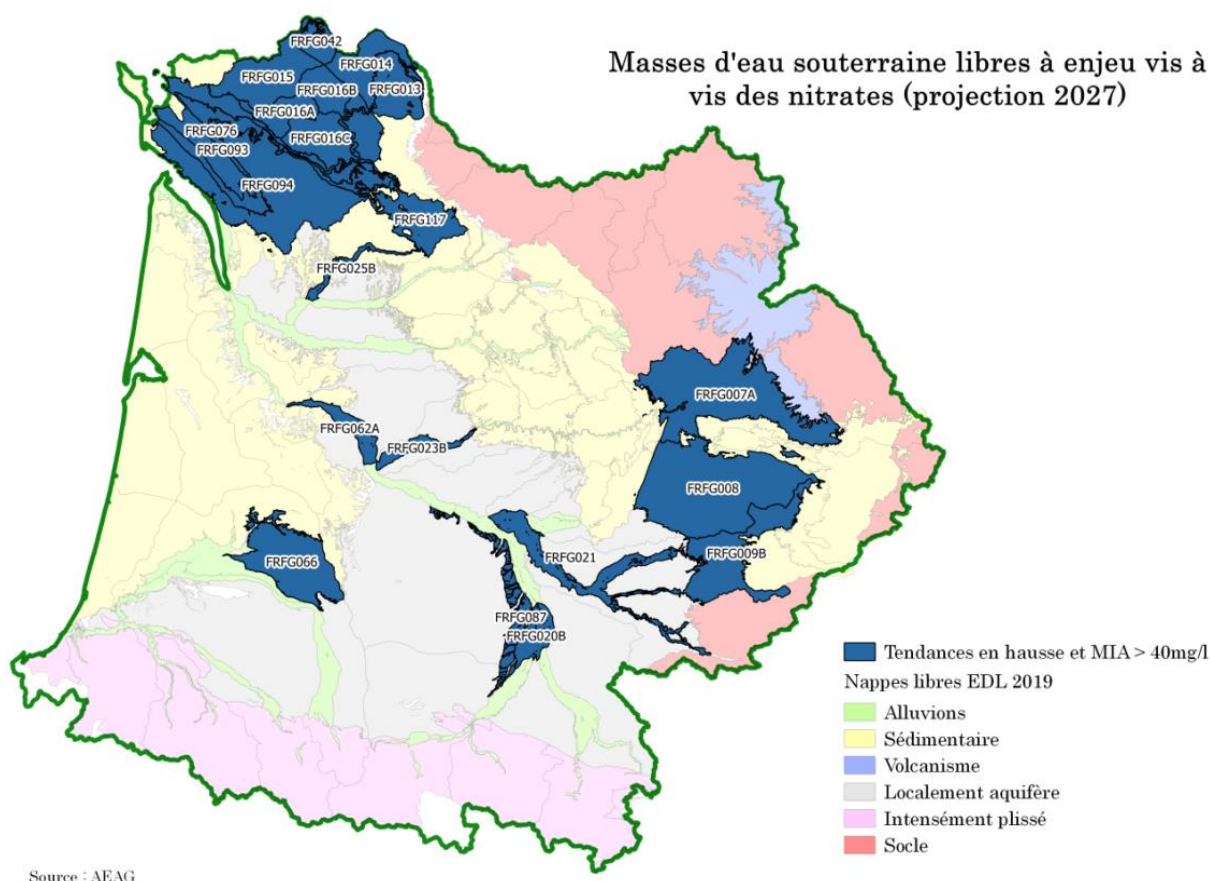 Masses d'eau souterraine libres à enjeu vis à
vis des nitrates (projection 2027)
FRFG042
FRFG014
FRFG015
FRFG016B
FRFG013
FRFG016A
FRFG076
FRFG016C
FRFG093
FRFG094
FRFG117
FRFG025B
FRFG007A
FRFG062A
FRFG023B
FRFG008
FRFG021
FRFG009B
FRFG066
FRFG087
FRFG020B
Tendances en hausse et MIA > 40mg/l
Nappes libres EDL 2019
Alluvions
Sédimentaire
Volcanisme
Localement aquifère
Intensément plissé
Socle
Source : AEAG